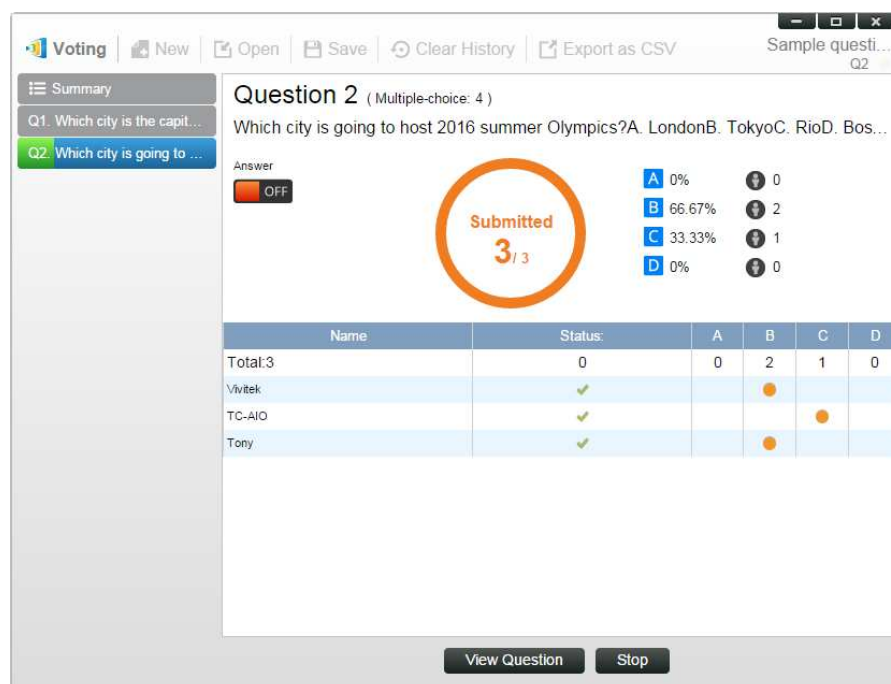 Voting New Open Save Clear History Export as CSV Sample questi...
Q2
Summary
Q1. Which city is the capit...
Q2. Which city is going to ...
Question 2 ( Multiple-choice: 4 )
Which city is going to host 2016 summer Olympics?A. LondonB. TokyoC. RioD. Bos...
Answer
OFF
Submitted
3/ 3
A 0% 0
B 66.67% 2
C 33.33% 1
D 0% 0
Name Status: A B C D
Total:3 0 0 2 1 0
Vivitek
TC-AIO
Tony
View Question Stop